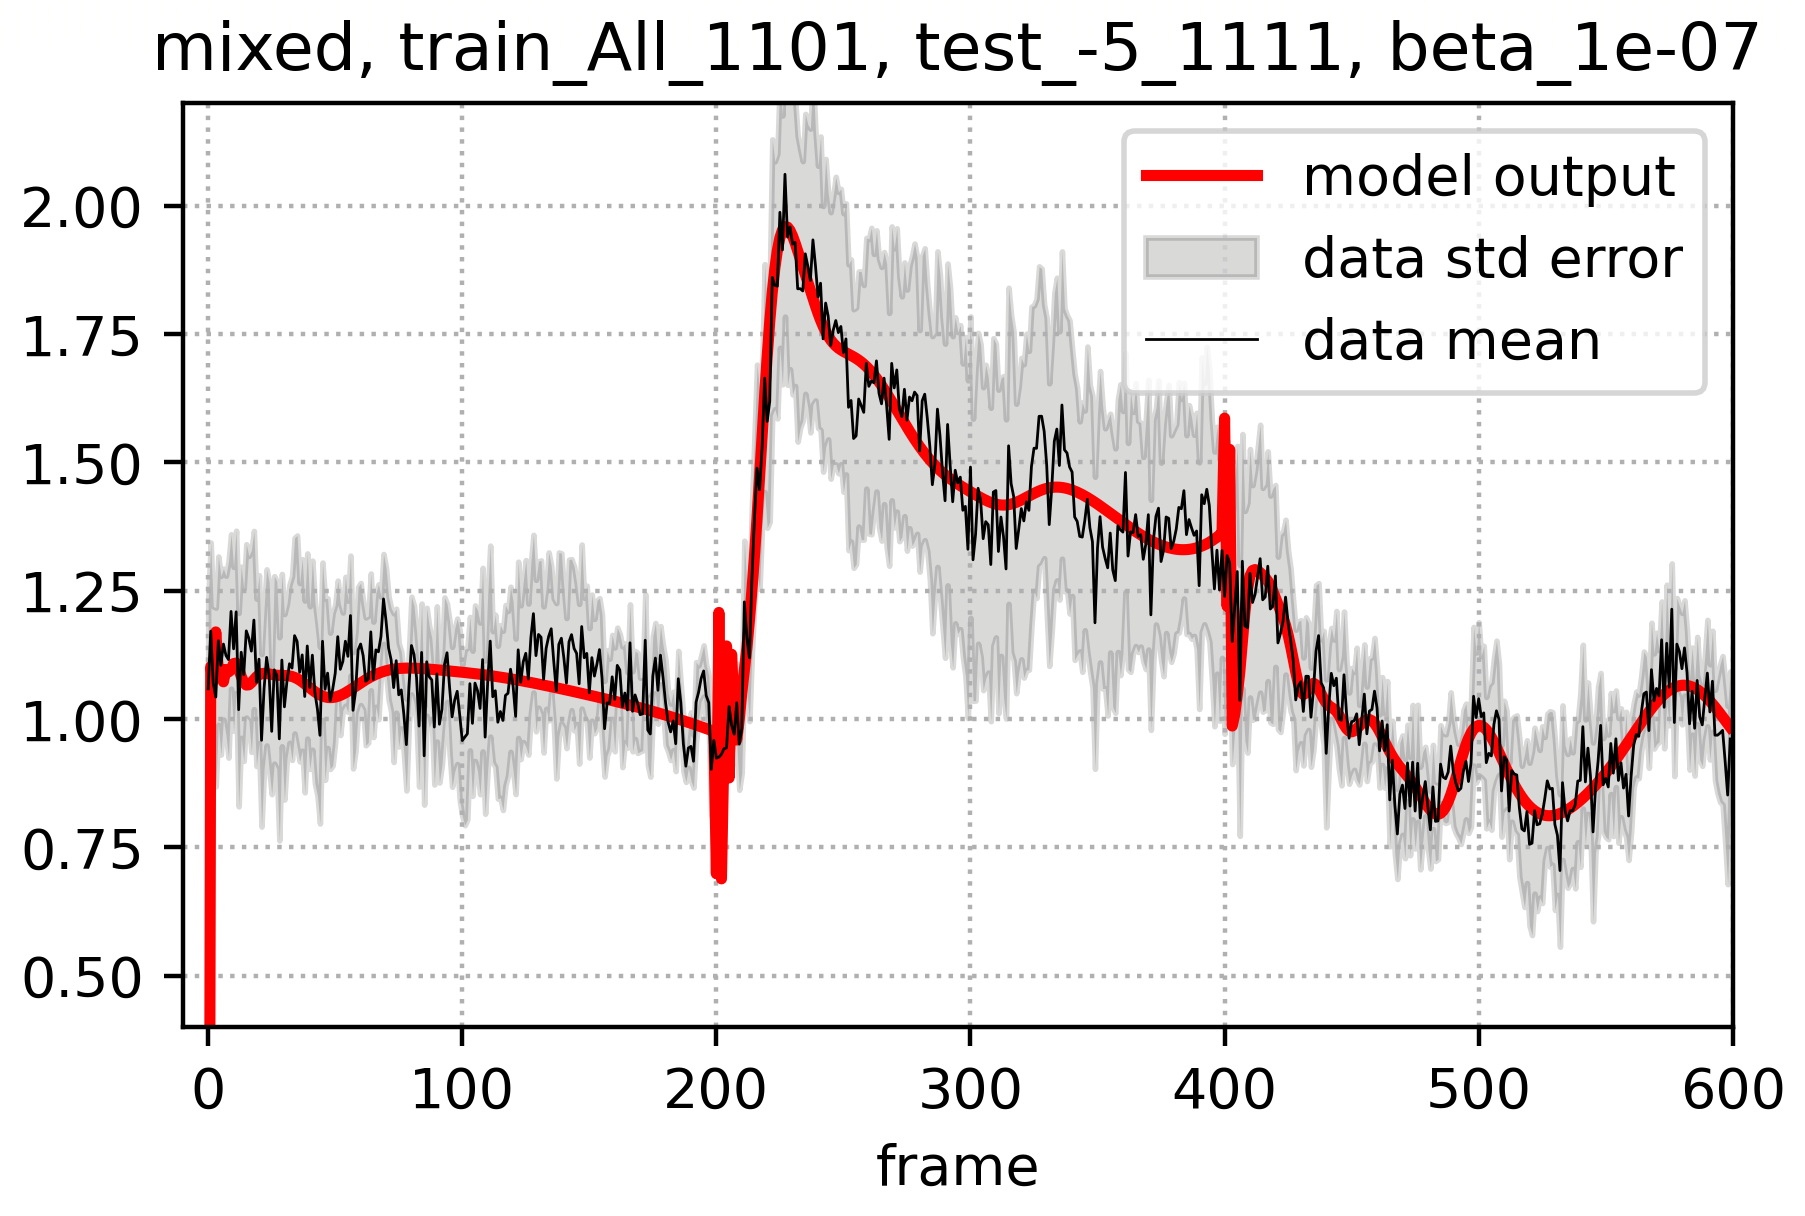 mixed, train_All_1101, test_-5_1111, beta_1e-07
model output
data std error
data mean
2.00
1.75
1.50
1.25
1.00
0.75
0.50
0 100 200 300 400 500 600
frame